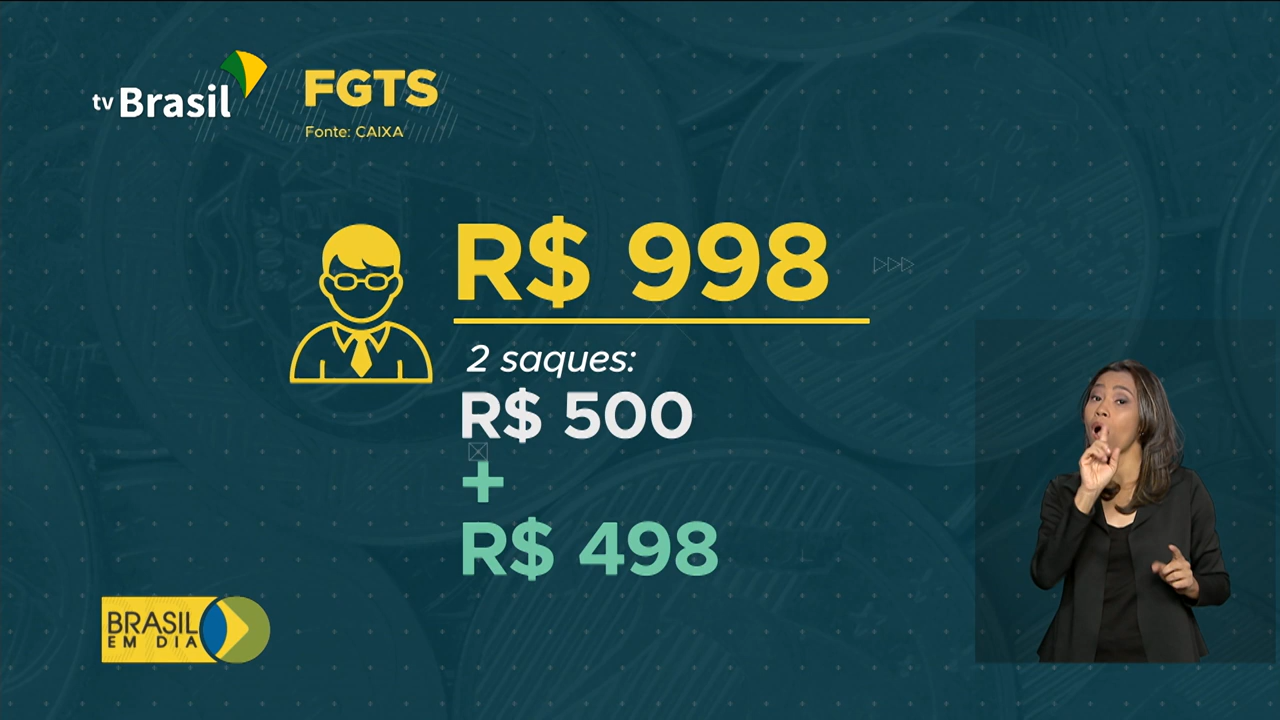 tv Brasil
FGTS
Fonte: CAIXA
R$ 998
2 saques:
R$ 500
+
R$ 498
BRASIL
EM DIA